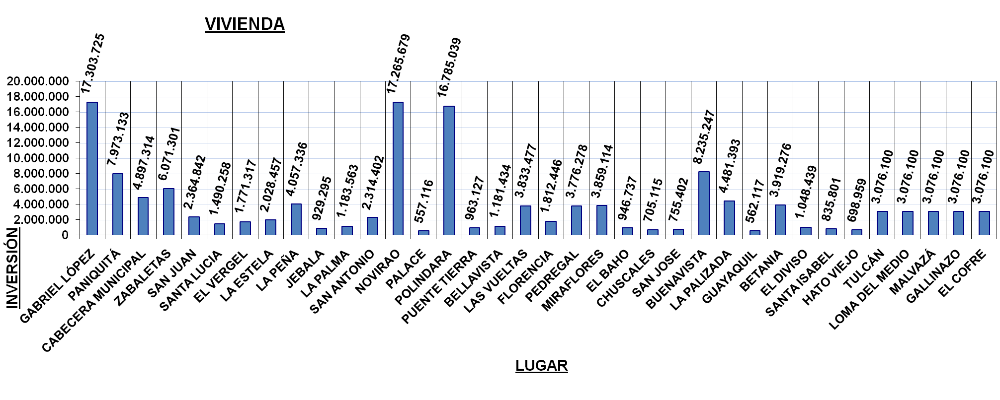 VIVIENDA
20.000.000
18.000.000
16.000.000
14.000.000
12.000.000
10.000.000
8.000.000
6.000.000
4.000.000
2.000.000
0
INVERSIÓN
17.303.725
7.973.133
4.897.314
6.071.301
2.364.842
1.490.258
1.771.317
2.028.457
4.057.336
929.295
1.183.563
2.314.402
17.265.679
557.116
16.785.039
963.127
1.181.434
3.833.477
1.812.446
3.776.278
3.859.114
946.737
705.115
755.402
8.235.247
4.481.393
562.117
3.919.276
1.048.439
835.801
698.959
3.076.100
3.076.100
3.076.100
3.076.100
3.076.100
GABRIEL LÓPEZ
PANIQUITÁ
CABECERA MUNICIPAL
ZABALETAS
SAN JUAN
SANTA LUCIA
EL VERGEL
LA ESTELA
LA PEÑA
JEBALA
LA PALMA
SAN ANTONIO
NOVIRAO
PALACE
POLINDARA
PUENTE TIERRA
BELLAVISTA
LAS VUELTAS
FLORENCIA
PEDREGAL
MIRAFLORES
EL BAHO
CHUSCALES
SAN JOSE
BUENAVISTA
LA PALIZADA
GUAYAQUIL
BETANIA
EL DIVISO
SANTA ISABEL
HATO VIEJO
TULCÁN
LOMA DEL MEDIO
MALVAZÁ
GALLINAZO
EL COFRE
LUGAR